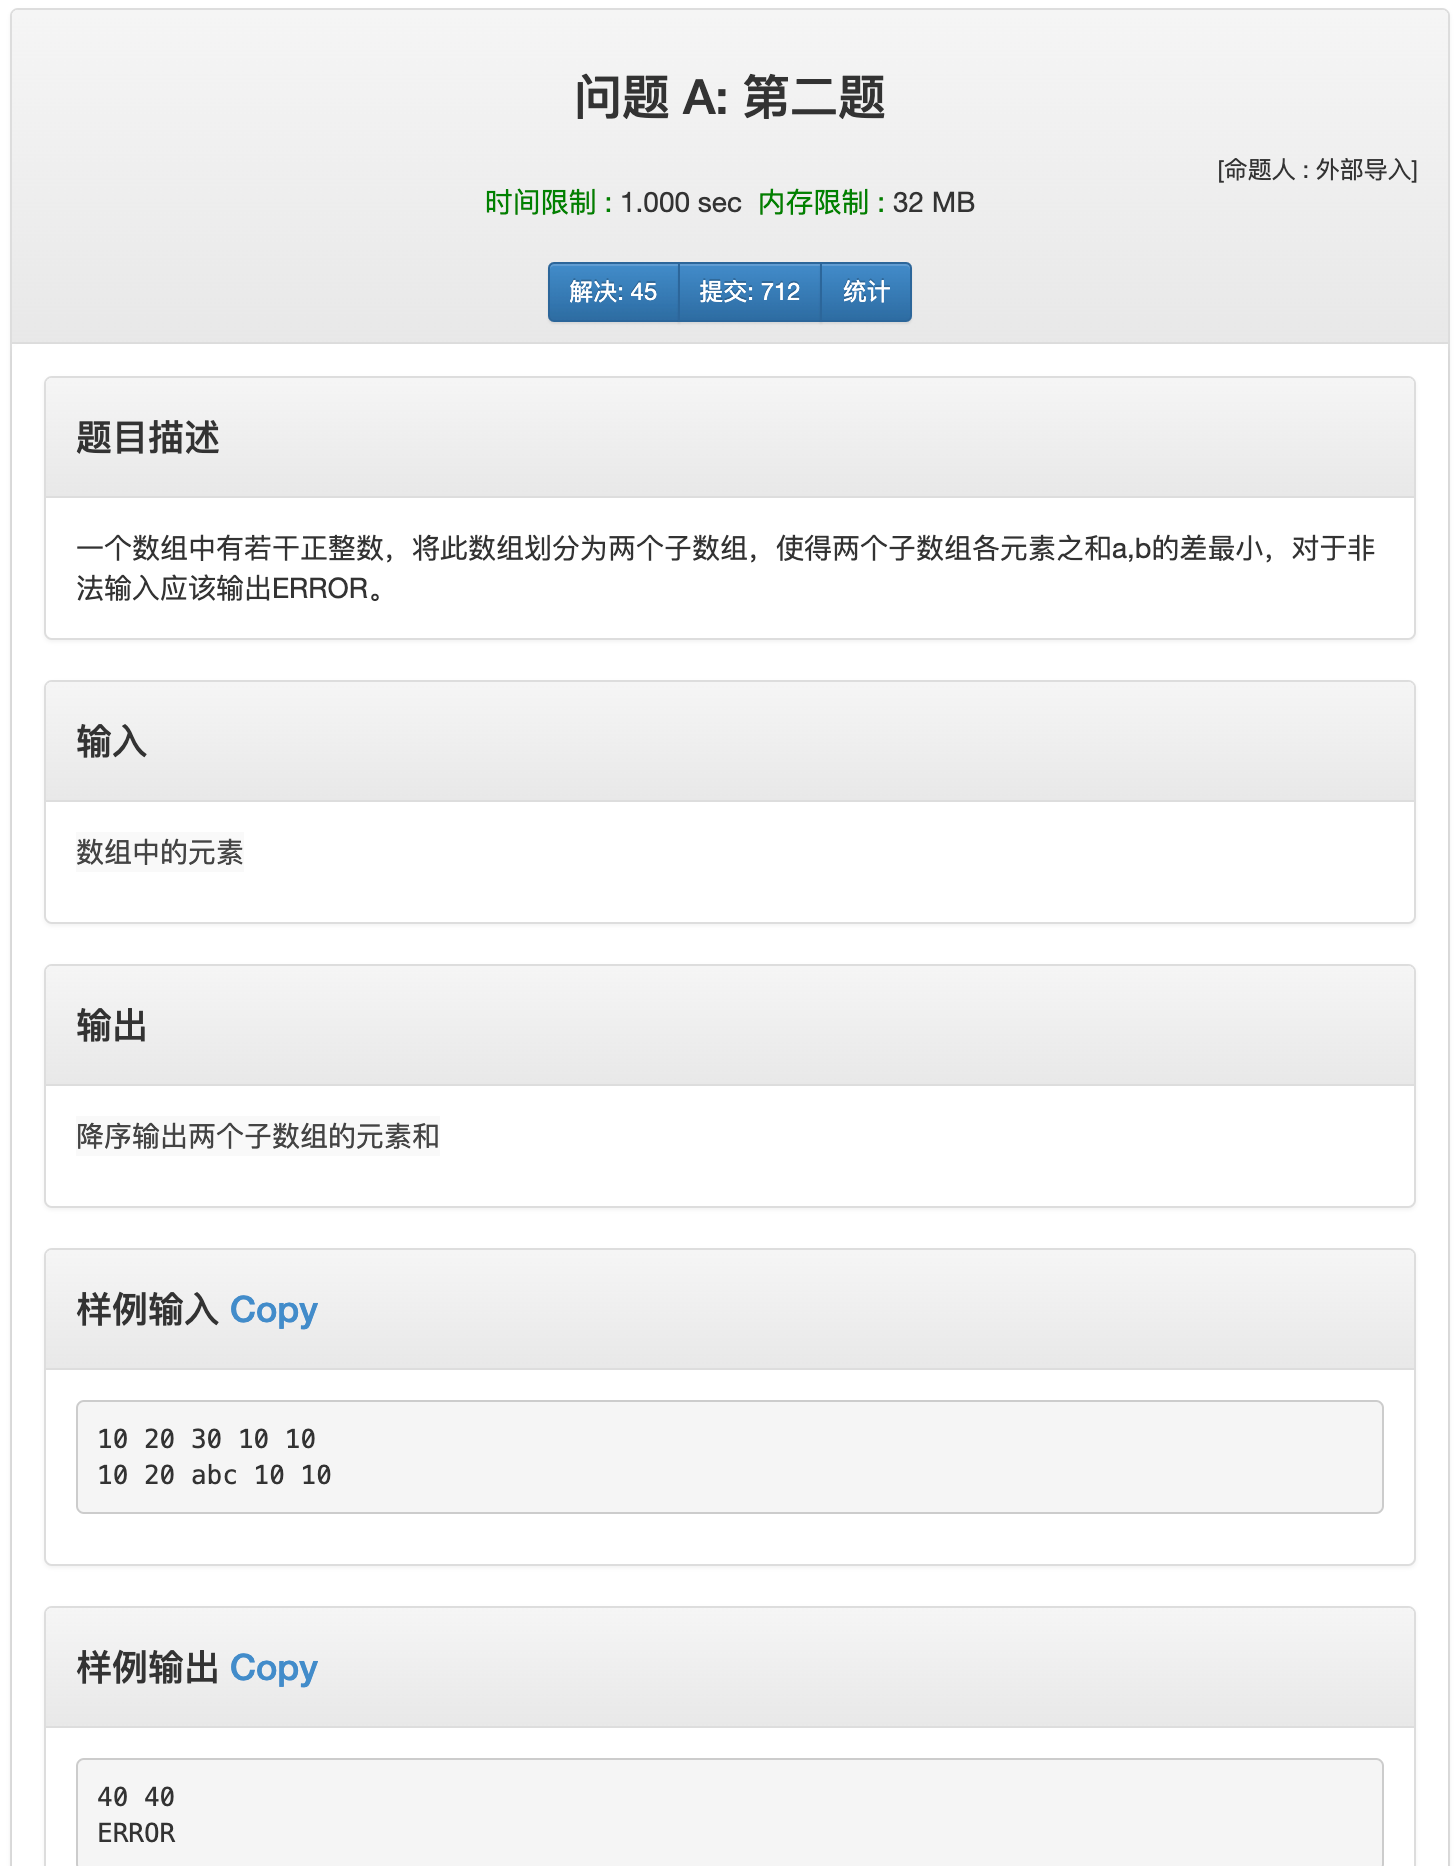 问题 A: 第二题
[命题人 : 外部导入]
时间限制 : 1.000 sec 内存限制 : 32 MB
解决: 45 提交: 712 统计
题目描述
一个数组中有若干正整数，将此数组划分为两个子数组，使得两个子数组各元素之和a,b的差最小，对于非
法输入应该输出ERROR。
输入
数组中的元素
输出
降序输出两个子数组的元素和
样例输入 Copy
10 20 30 10 10
10 20 abc 10 10
样例输出 Copy
40 40
ERROR